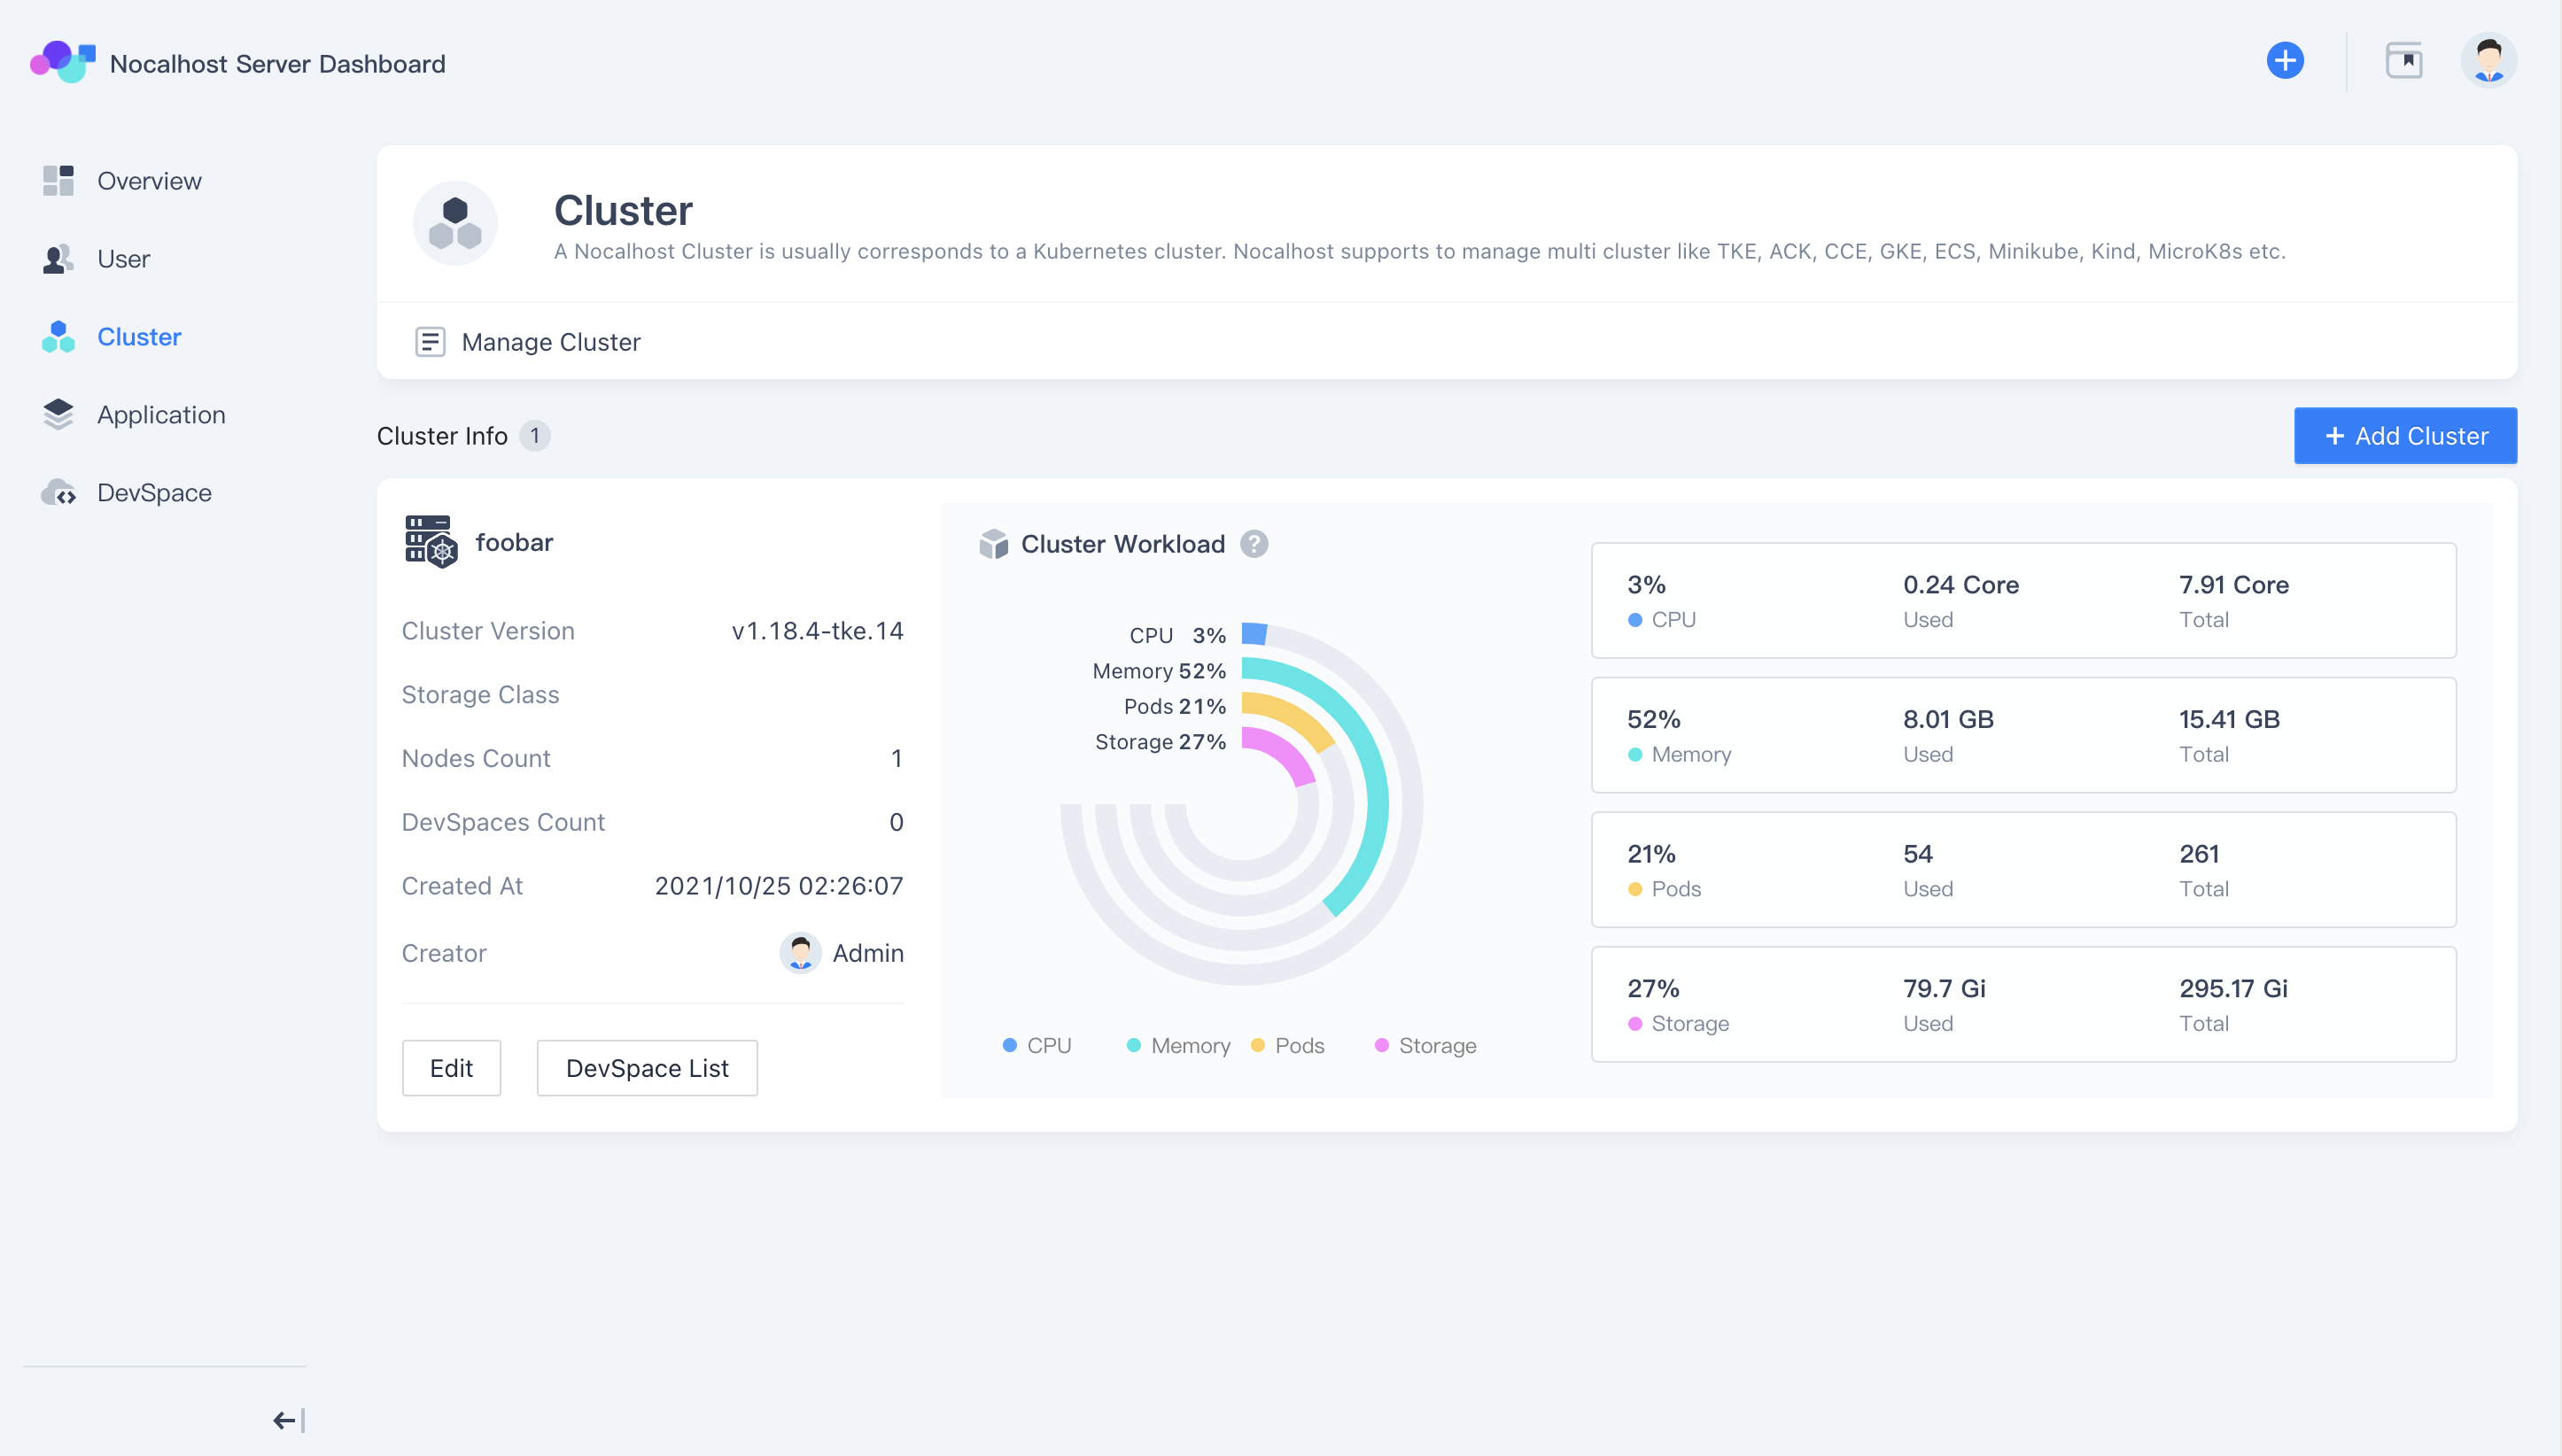 Nocalhost Server Dashboard
Overview
User
Cluster
Application
DevSpace
Cluster
A Nocalhost Cluster is usually corresponds to a Kubernetes cluster. Nocalhost supports to manage multi cluster like TKE, ACK, CCE, GKE, ECS, Minikube, Kind, MicroK8s etc.
Manage Cluster
Cluster Info 1
+ Add Cluster
foobar
Cluster Version v1.18.4-tke.14
Storage Class
Nodes Count 1
DevSpaces Count 0
Created At 2021/10/25 02:26:07
Creator Admin
Edit DevSpace List
Cluster Workload ?
CPU 3%
Memory 52%
Pods 21%
Storage 27%
CPU Memory Pods Storage
3% 0.24 Core 7.91 Core
CPU Used Total
52% 8.01 GB 15.41 GB
Memory Used Total
21% 54 261
Pods Used Total
27% 79.7 Gi 295.17 Gi
Storage Used Total